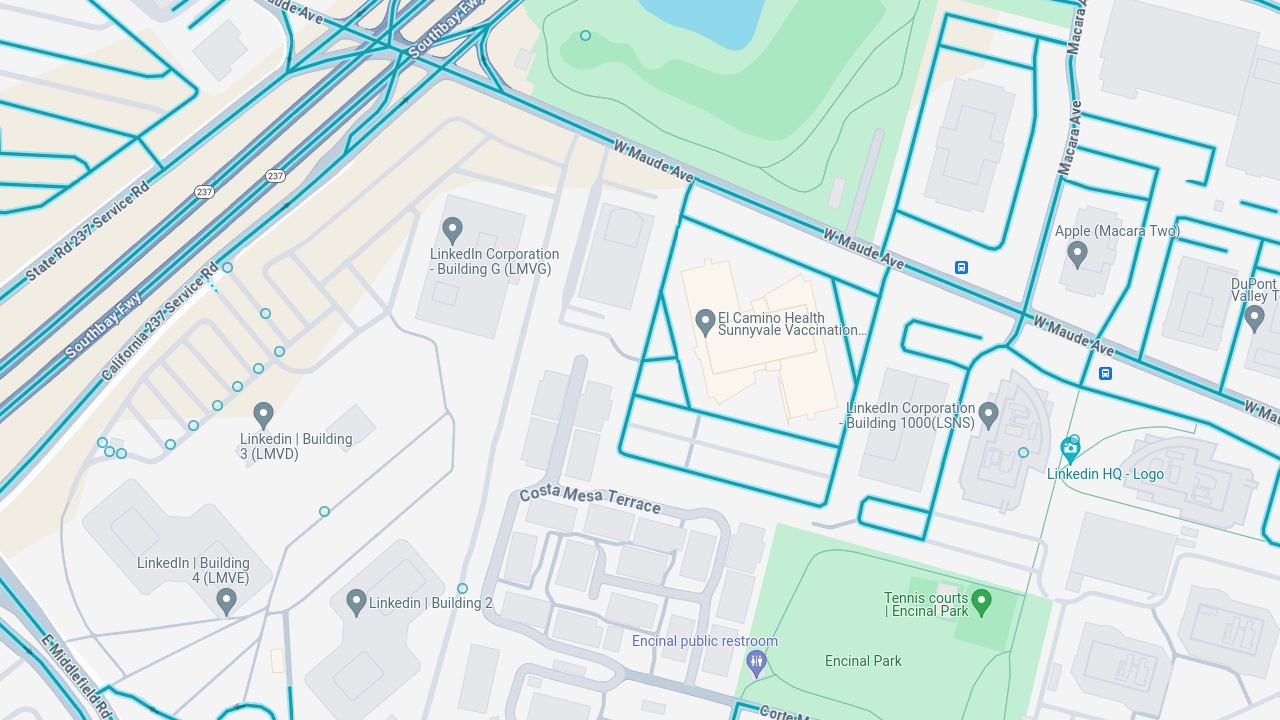 Maude Ave
Southbay Fwy
Macara A
Macara Ave
W Maude Ave
237
237
State Rd 237 Service Rd
California 237 Service Rd
Southbay Fwy
LinkedIn Corporation
- Building G (LMVG)
W Maude Ave
Apple (Macara Two)
El Camino Health
Sunnyvale Vaccination...
DuPont
Valley T
W Maude Ave
W Mau
LinkedIn Corporation
- Building 1000(LSNS)
Linkedin | Building
3 (LMVD)
Linkedin HQ - Logo
Costa Mesa Terrace
LinkedIn | Building
4 (LMVE)
Linkedin | Building 2
Tennis courts
| Encinal Park
Encinal public restroom
Encinal Park
E Middlefield Rd
Corte M